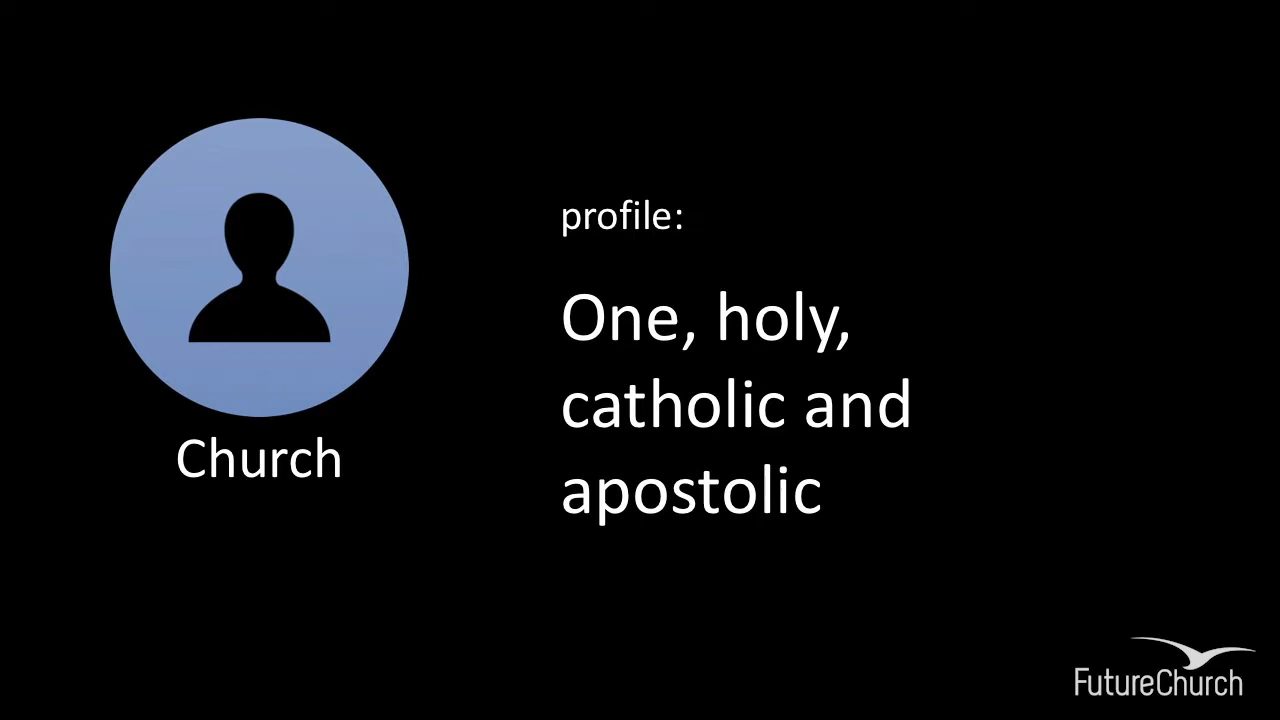 profile:
One, holy,
catholic and
apostolic
Church
FutureChurch